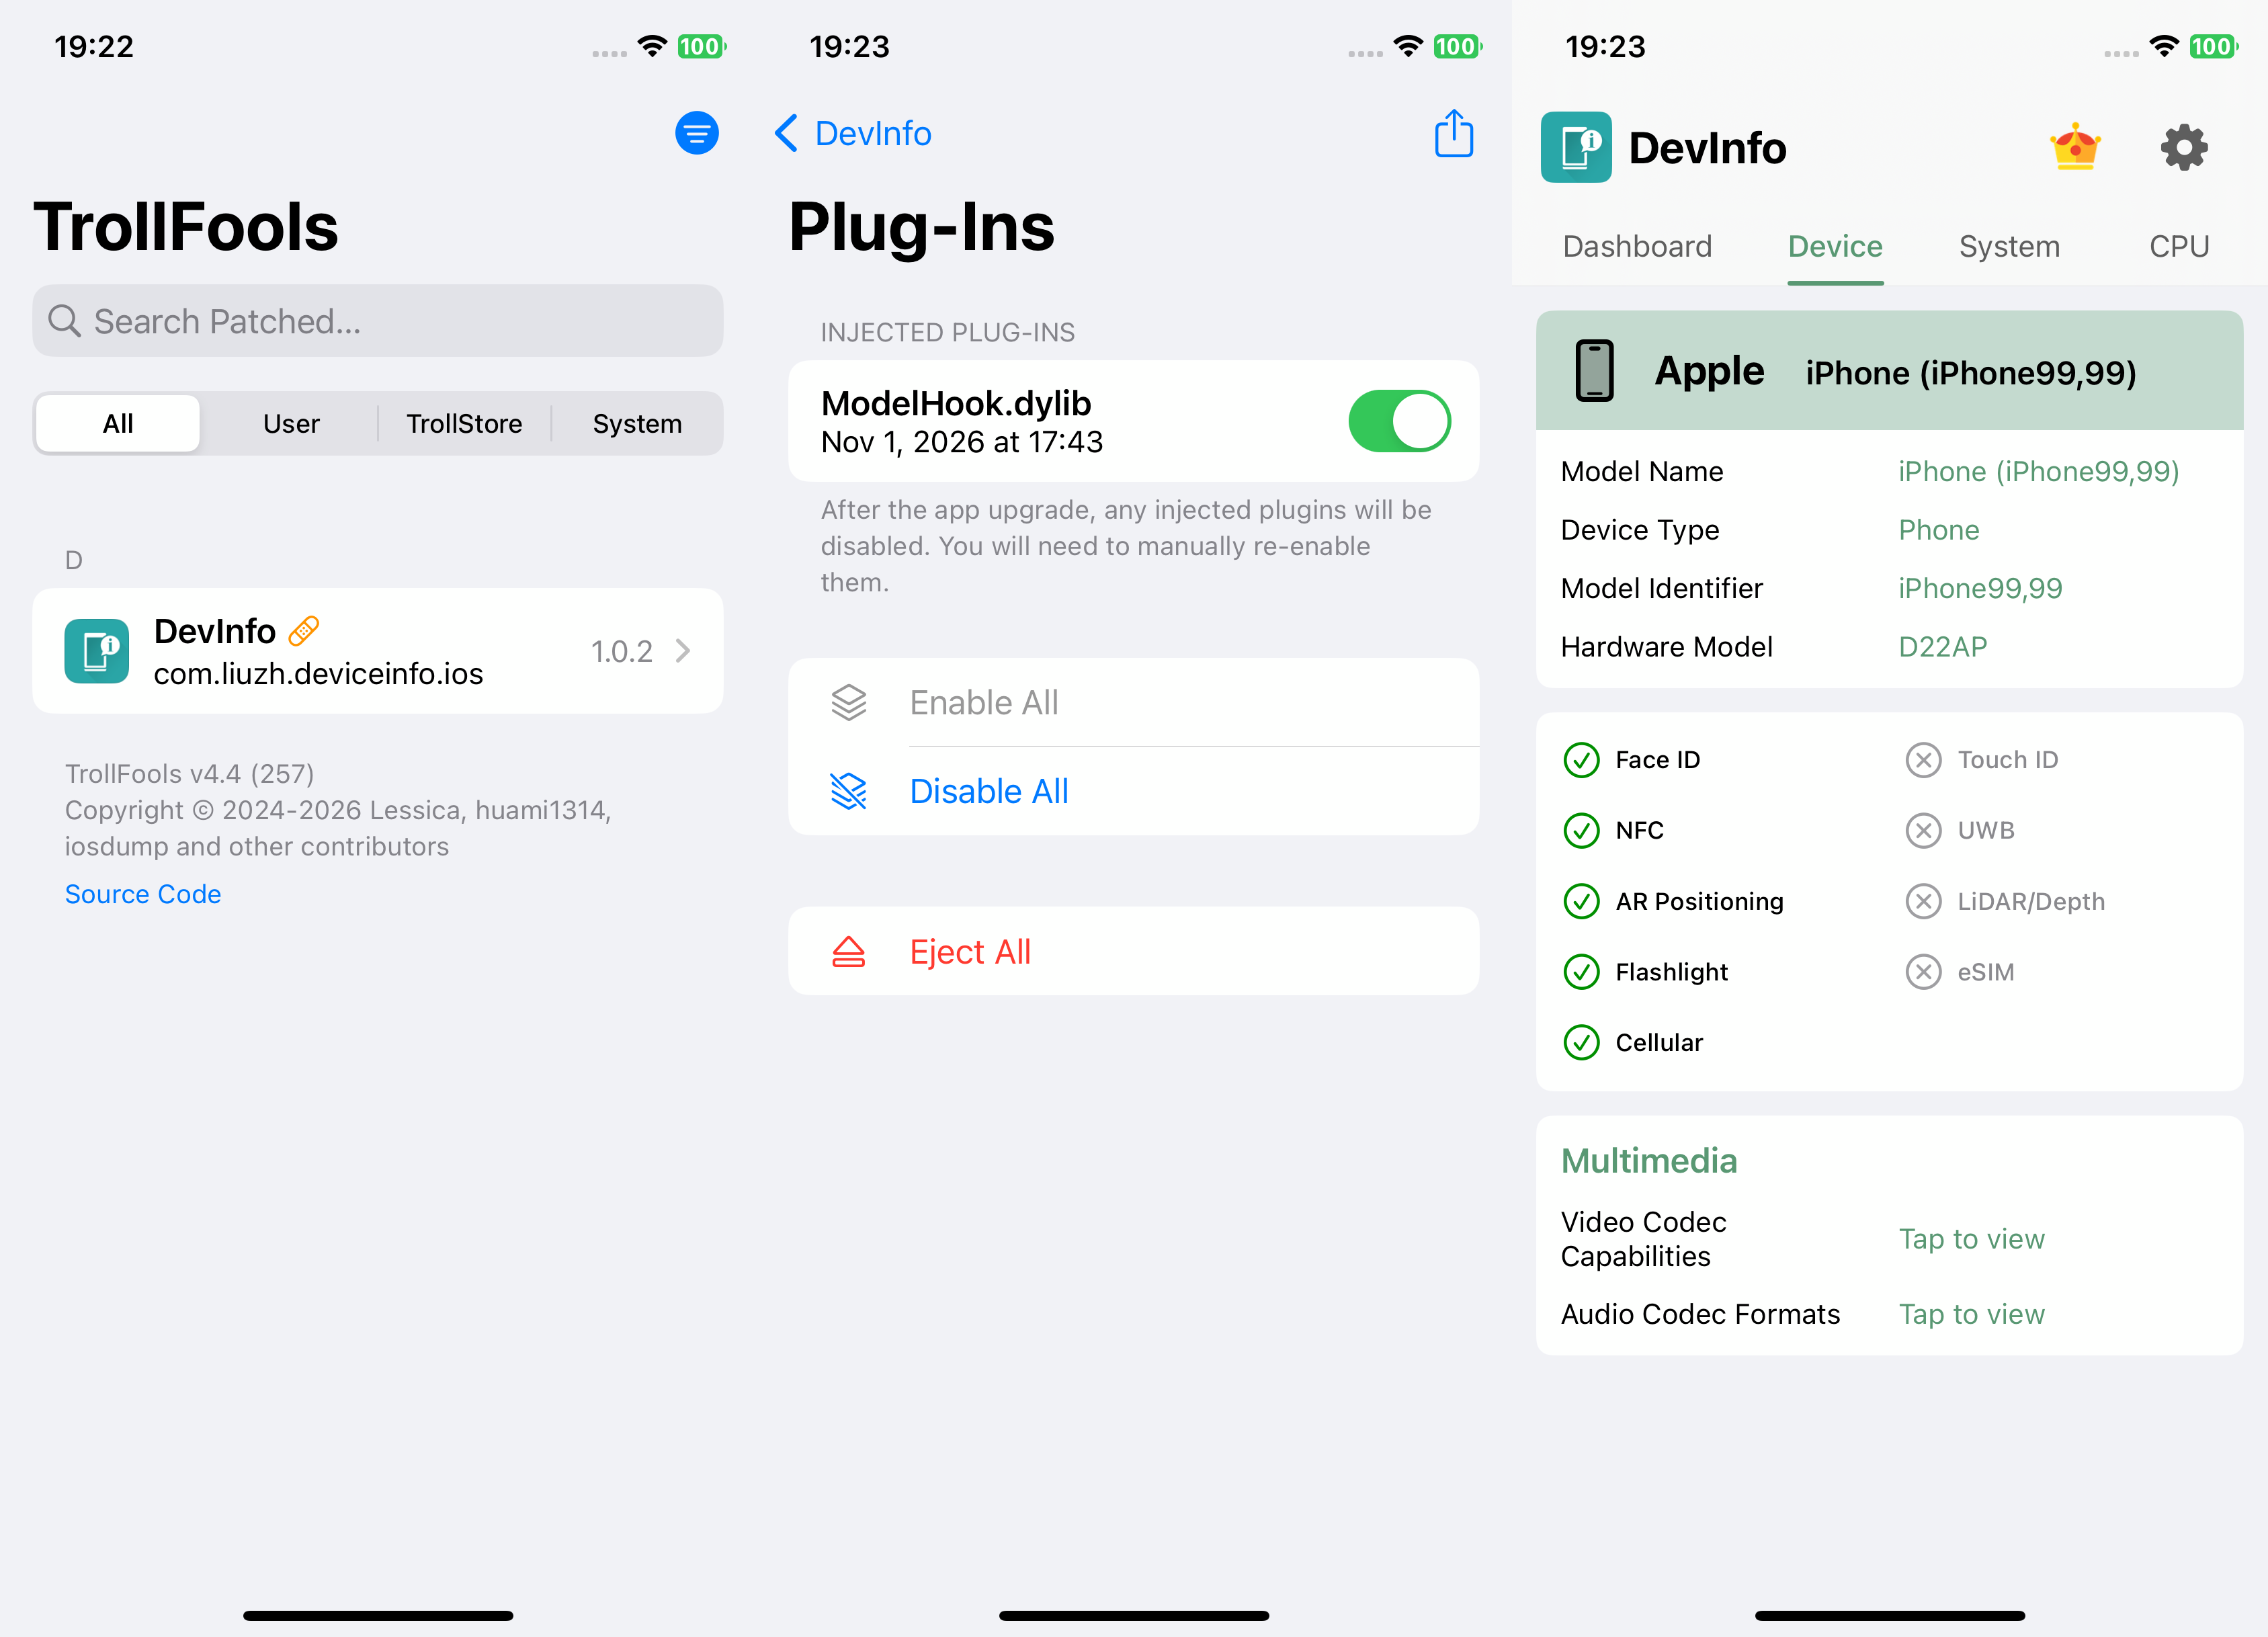 19:22
100
TrollFools
Search Patched...
All
User
TrollStore
System
D
DevInfo
com.liuzh.deviceinfo.ios
1.0.2
TrollFools v4.4 (257)
Copyright © 2024-2026 Lessica, huami1314,
iosdump and other contributors
Source Code
19:23
100
DevInfo
Plug-Ins
INJECTED PLUG-INS
ModelHook.dylib
Nov 1, 2026 at 17:43
After the app upgrade, any injected plugins will be
disabled. You will need to manually re-enable
them.
Enable All
Disable All
Eject All
19:23
100
DevInfo
Dashboard
Device
System
CPU
Apple iPhone (iPhone99,99)
Model Name iPhone (iPhone99,99)
Device Type Phone
Model Identifier iPhone99,99
Hardware Model D22AP
Face ID Touch ID
NFC UWB
AR Positioning LiDAR/Depth
Flashlight eSIM
Cellular
Multimedia
Video Codec
Capabilities
Tap to view
Audio Codec Formats Tap to view